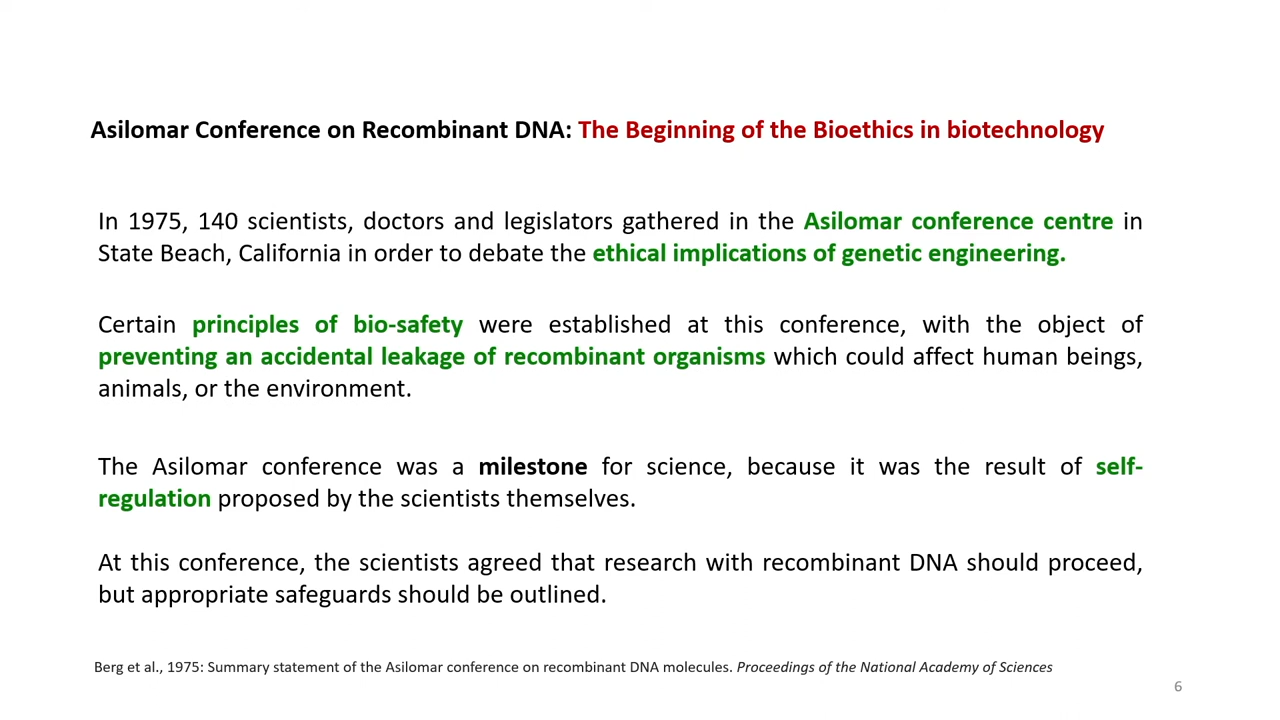 Asilomar Conference on Recombinant DNA: The Beginning of the Bioethics in biotechnology
In 1975, 140 scientists, doctors and legislators gathered in the Asilomar conference centre in
State Beach, California in order to debate the ethical implications of genetic engineering.
Certain principles of bio-safety were established at this conference, with the object of
preventing an accidental leakage of recombinant organisms which could affect human beings,
animals, or the environment.
The Asilomar conference was a milestone for science, because it was the result of self-
regulation proposed by the scientists themselves.
At this conference, the scientists agreed that research with recombinant DNA should proceed,
but appropriate safeguards should be outlined.
Berg et al., 1975: Summary statement of the Asilomar conference on recombinant DNA molecules. Proceedings of the National Academy of Sciences
6